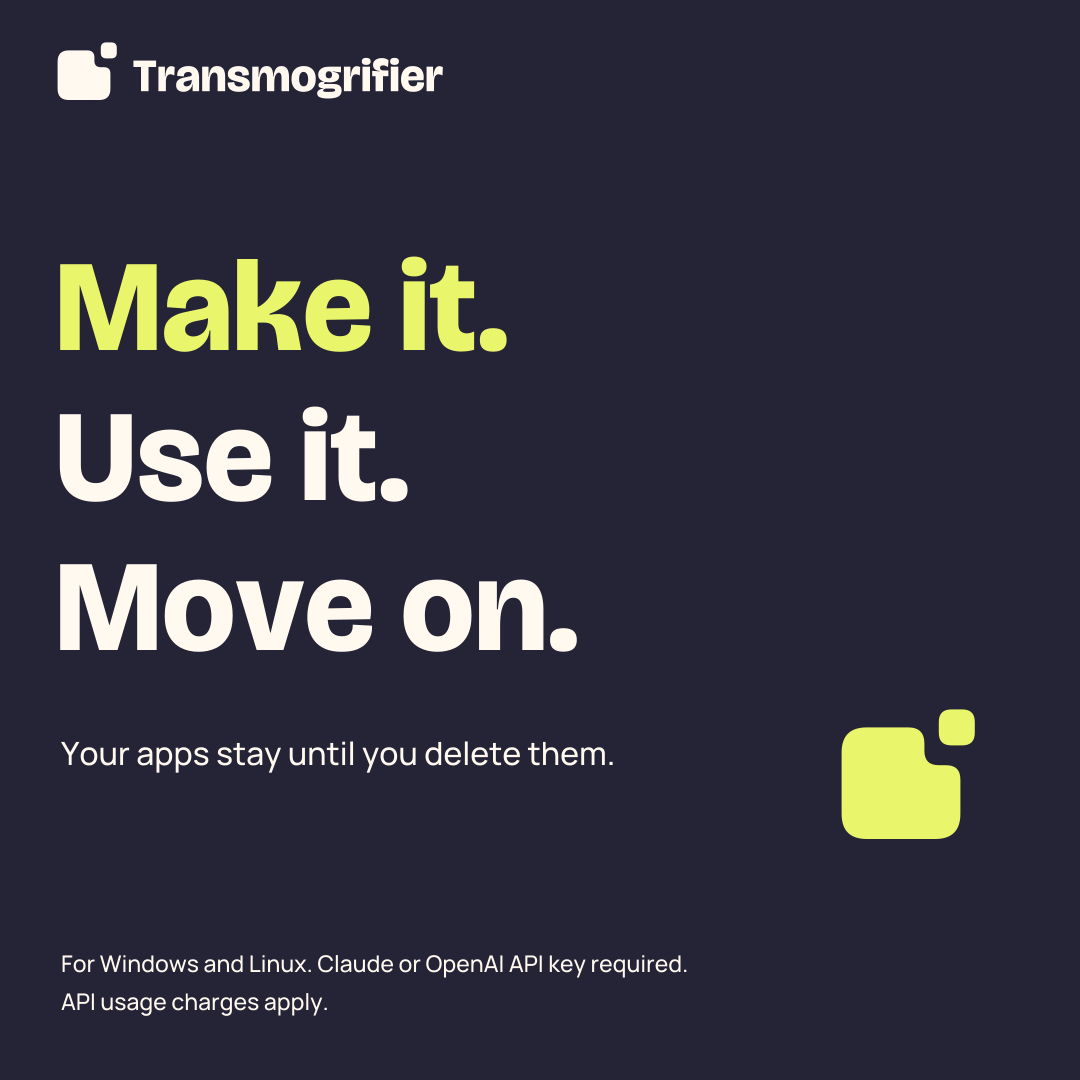 Transmogrifier
Make it.
Use it.
Move on.
Your apps stay until you delete them.
For Windows and Linux. Claude or OpenAI API key required.
API usage charges apply.